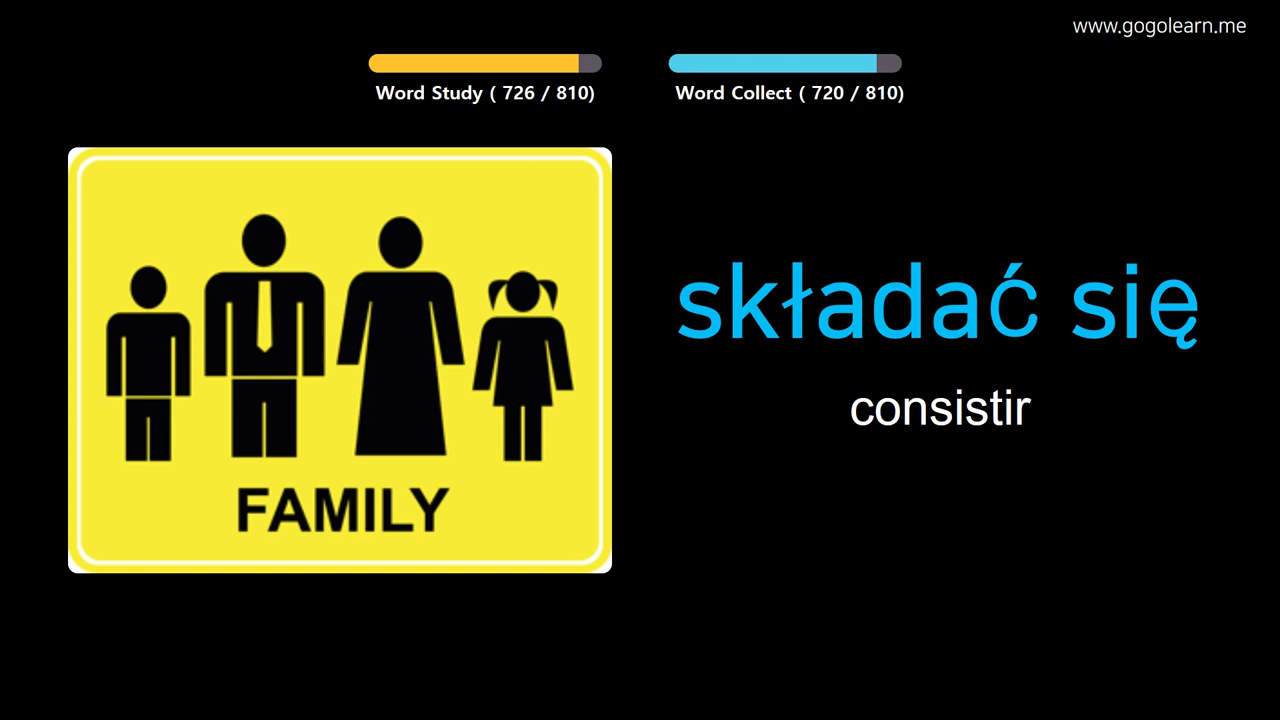 www.gogolearn.me
Word Study ( 726 / 810)
Word Collect ( 720 / 810)
FAMILY
składać się
consistir